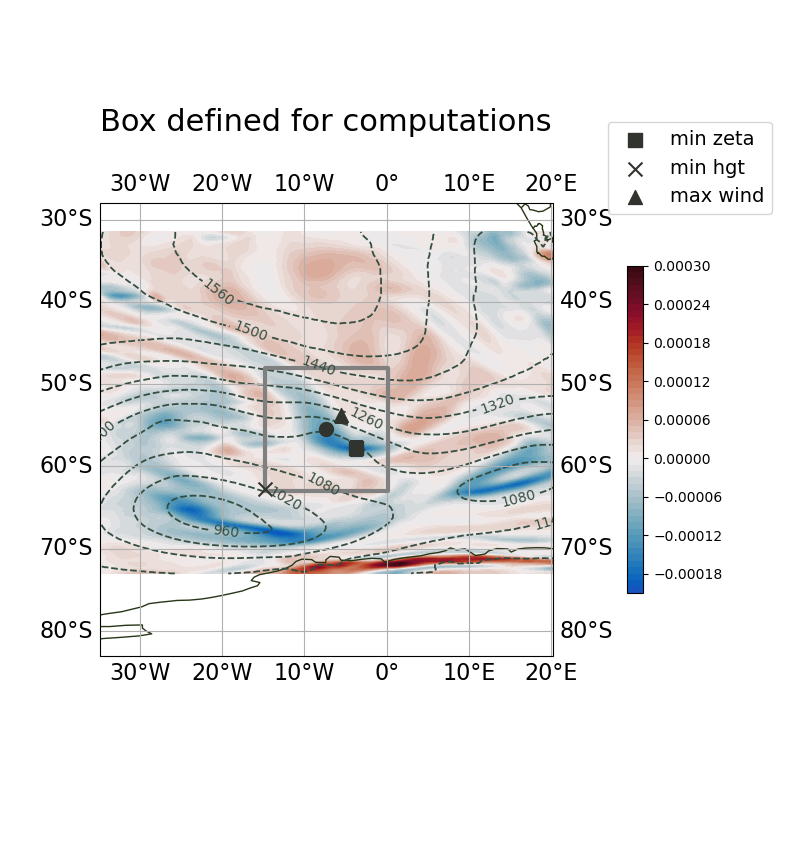 Box defined for computations
min zeta
min hgt
max wind
30°W 20°W 10°W 0° 10°E 20°E
30°S 30°S
40°S 40°S
50°S 50°S
60°S 60°S
70°S 70°S
80°S 80°S
30°W 20°W 10°W 0° 10°E 20°E
1560
1500
1440
1320
1260
1080
1020
1080
960
0.00030
0.00024
0.00018
0.00012
0.00006
0.00000
−0.00006
−0.00012
−0.00018